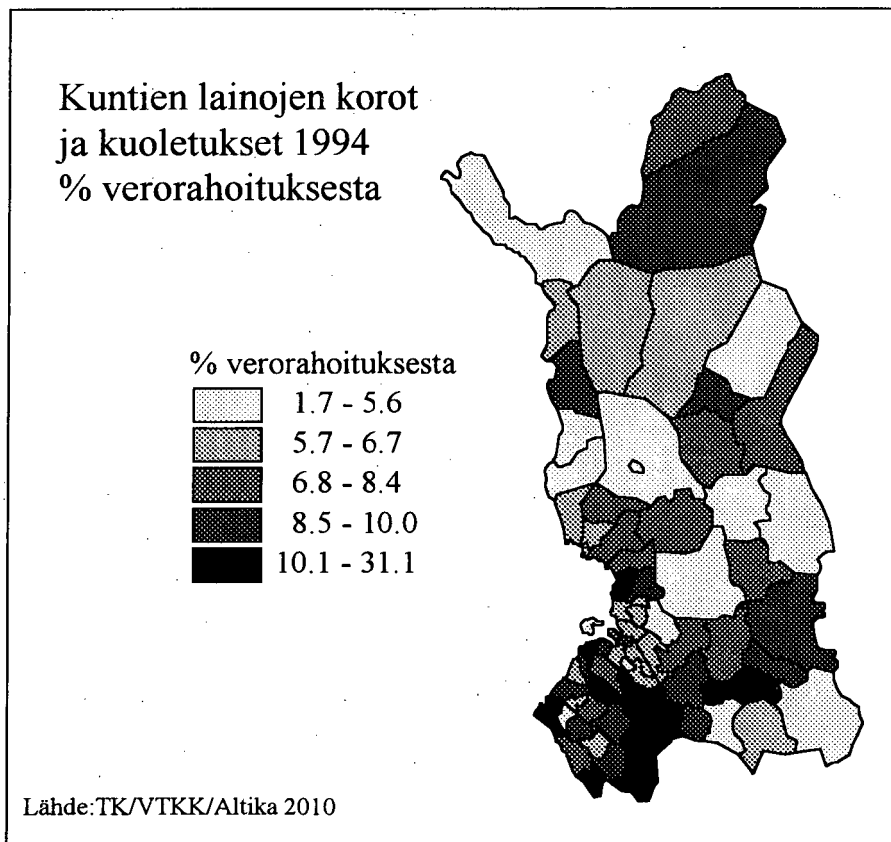 Kuntien lainojen korot
ja kuoletukset 1994
% verorahoituksesta
% verorahoituksesta
1.7 - 5.6
5.7 - 6.7
6.8 - 8.4
8.5 - 10.0
10.1 - 31.1
Lähde:TK/VTKK/Altika 2010